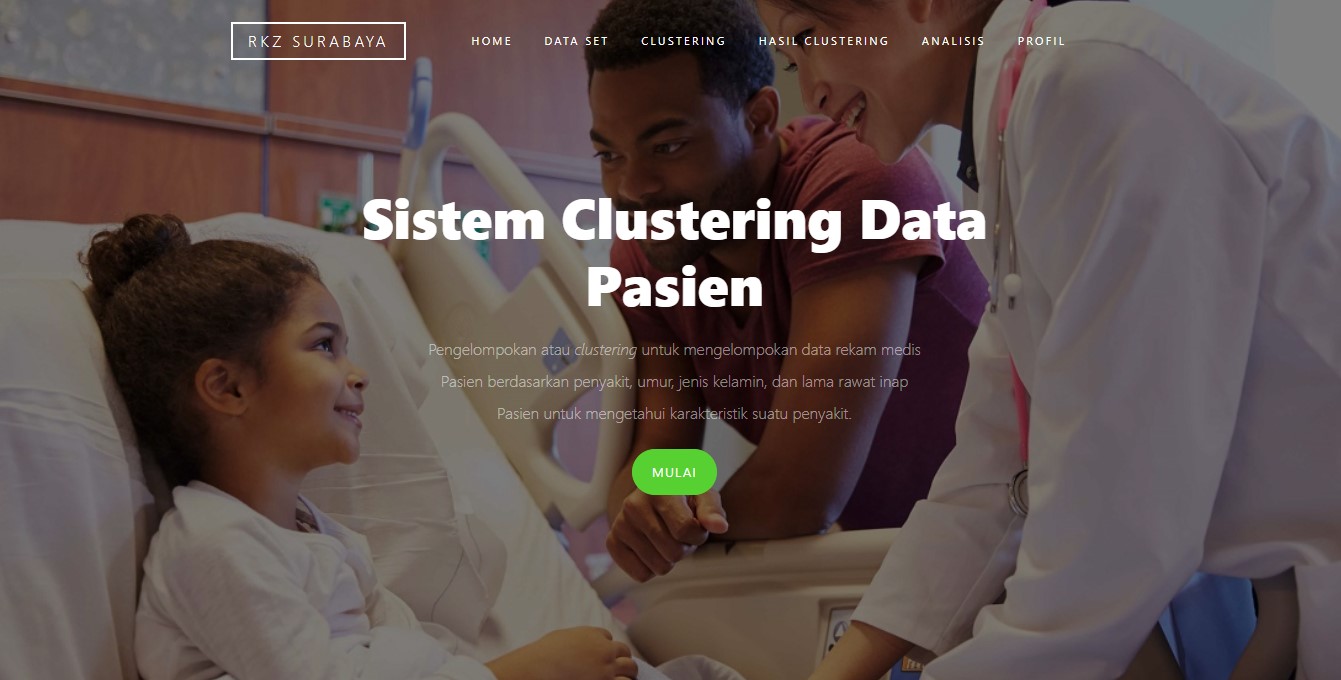 RKZ SURABAYA
HOME DATA SET CLUSTERING HASIL CLUSTERING ANALISIS PROFIL
Sistem Clustering Data
Pasien
Pengelompokan atau clustering untuk mengelompokan data rekam medis
Pasien berdasarkan penyakit, umur, jenis kelamin, dan lama rawat inap
Pasien untuk mengetahui karakteristik suatu penyakit.
MULAI